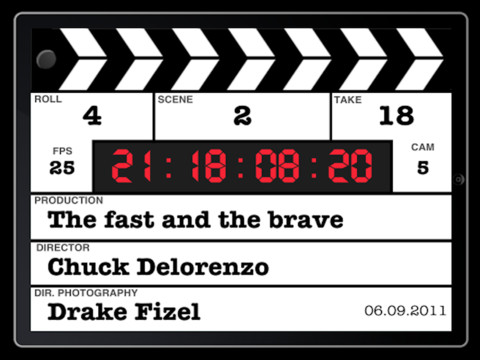 ROLL SCENE TAKE
4 2 18
FPS CAM
25 21:18:08:20 5
PRODUCTION
The fast and the brave
DIRECTOR
Chuck Delorenzo
DIR. PHOTOGRAPHY
Drake Fizel 06.09.2011